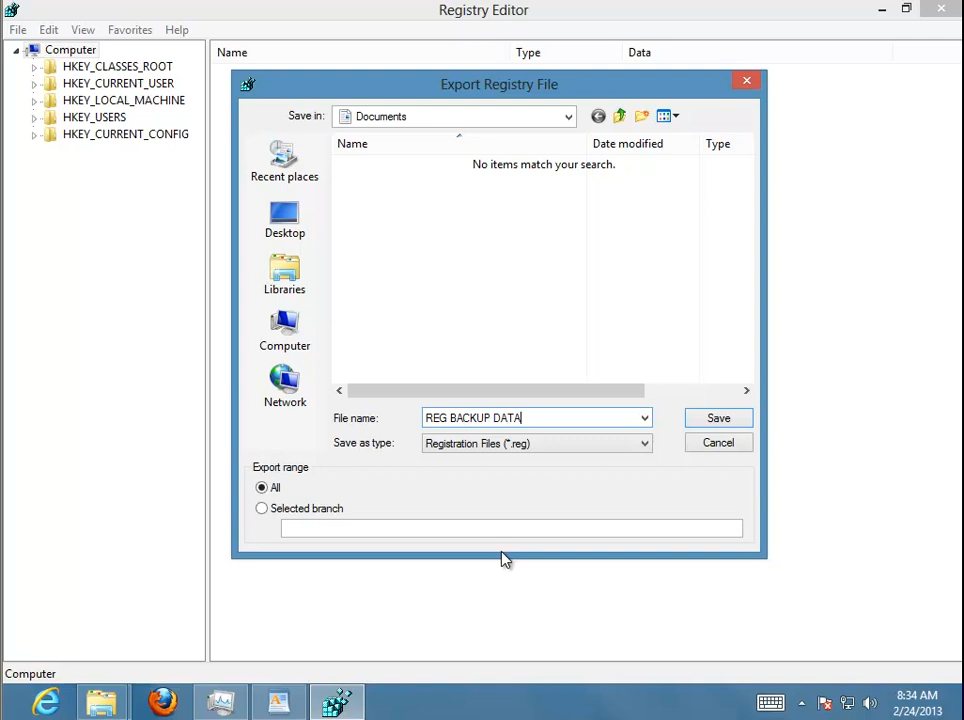 Registry Editor
File Edit View Favorites Help
Computer
HKEY_CLASSES_ROOT
HKEY_CURRENT_USER
HKEY_LOCAL_MACHINE
HKEY_USERS
HKEY_CURRENT_CONFIG
Name Type Data
Export Registry File
Save in: Documents
Name Date modified Type
No items match your search.
Recent places
Desktop
Libraries
Computer
Network
File name: REG BACKUP DATA Save
Save as type: Registration Files (*.reg) Cancel
Export range
All
Selected branch
Computer
8:34 AM
2/24/2013